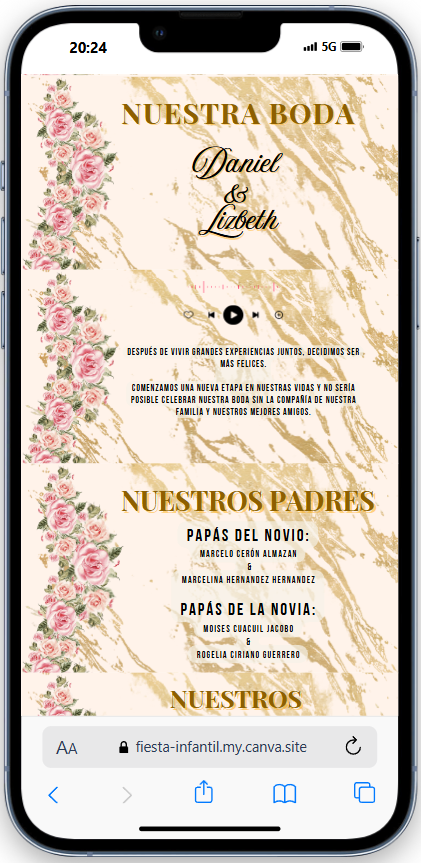 20:24
5G
NUESTRA BODA
Daniel
&
Lizbeth
DESPUÉS DE VIVIR GRANDES EXPERIENCIAS JUNTOS, DECIDIMOS SER
MÁS FELICES.
COMENZAMOS UNA NUEVA ETAPA EN NUESTRAS VIDAS Y NO SERÍA
POSIBLE CELEBRAR NUESTRA BODA SIN LA COMPAÑÍA DE NUESTRA
FAMILIA Y NUESTROS MEJORES AMIGOS.
NUESTROS PADRES
PAPÁS DEL NOVIO:
MARCELO CERÓN ALMAZAN
&
MARCELINA HERNANDEZ HERNANDEZ
PAPÁS DE LA NOVIA:
MOISES CUACUIL JACOBO
&
ROGELIA CIRIANO GUERRERO
NUESTROS
AA fiesta-infantil.my.canva.site